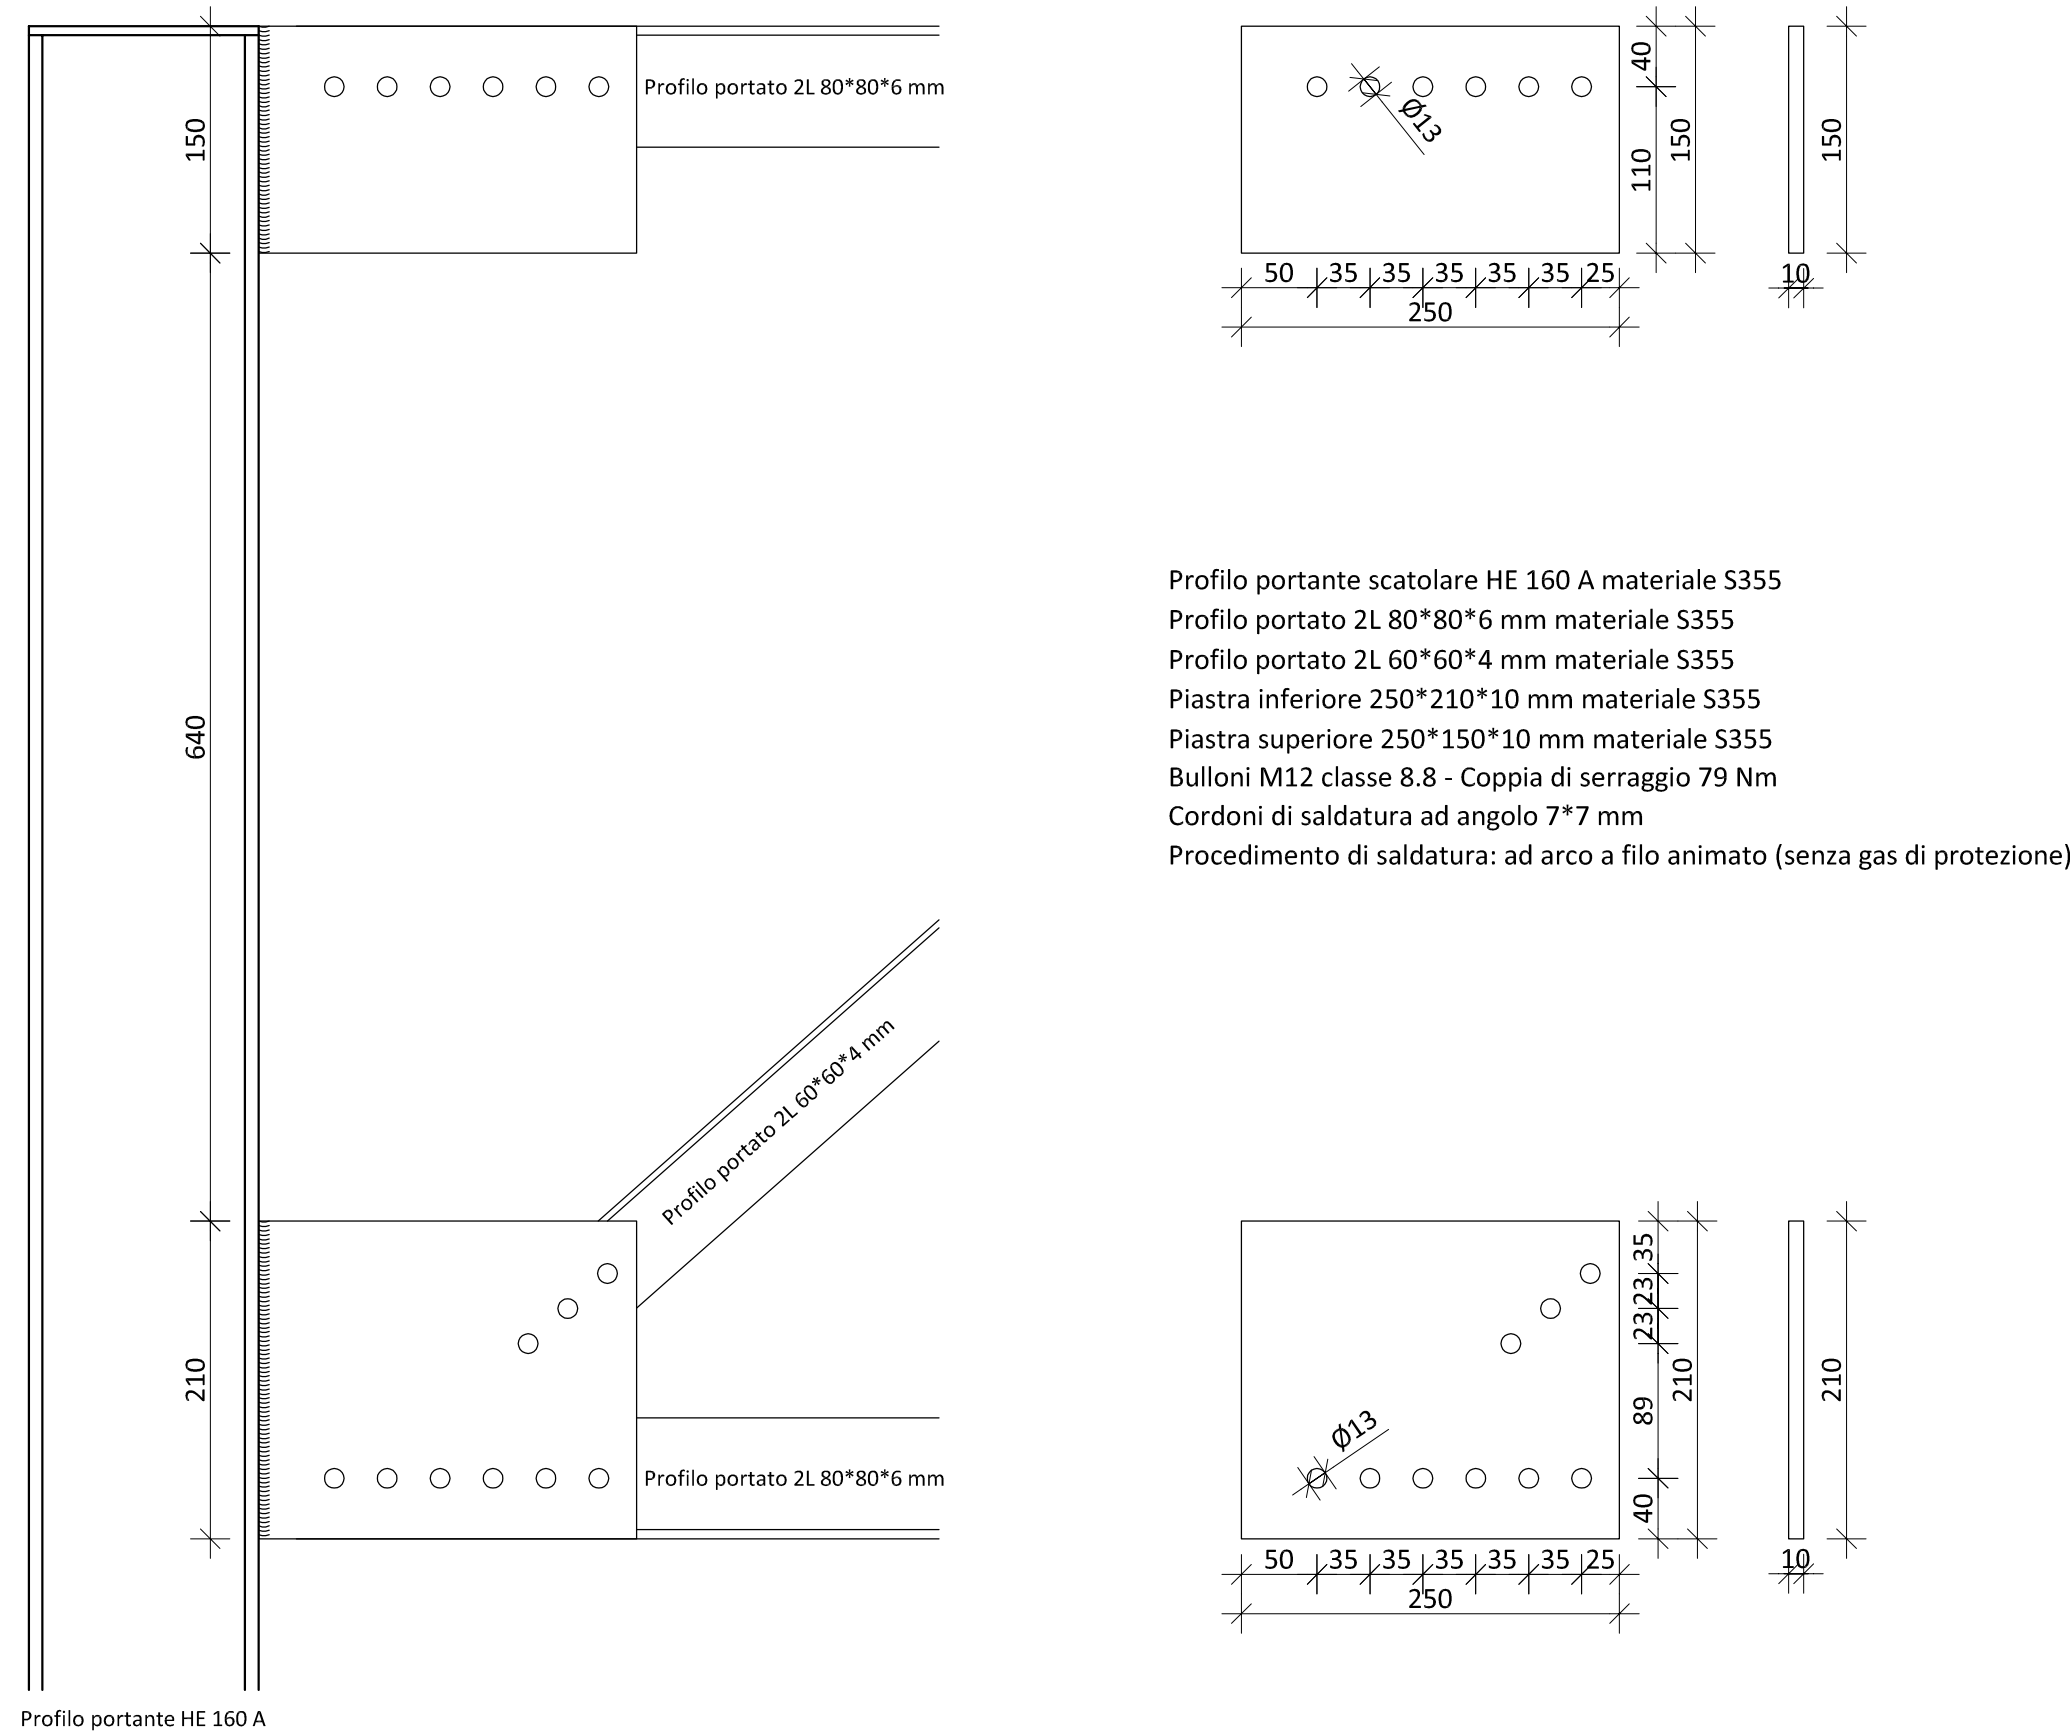 150
640
210
Profilo portato 2L 80*80*6 mm
Profilo portato 2L 60*60*4 mm
Profilo portato 2L 80*80*6 mm
Profilo portante HE 160 A
Ø13
40
110
150
150
50 35 35 35 35 35 25
250
10
Profilo portante scatolare HE 160 A materiale S355
Profilo portato 2L 80*80*6 mm materiale S355
Profilo portato 2L 60*60*4 mm materiale S355
Piastra inferiore 250*210*10 mm materiale S355
Piastra superiore 250*150*10 mm materiale S355
Bulloni M12 classe 8.8 - Coppia di serraggio 79 Nm
Cordoni di saldatura ad angolo 7*7 mm
Procedimento di saldatura: ad arco a filo animato (senza gas di protezione)
Ø13
35
23
23
89
40
210
210
50 35 35 35 35 35 25
250
10